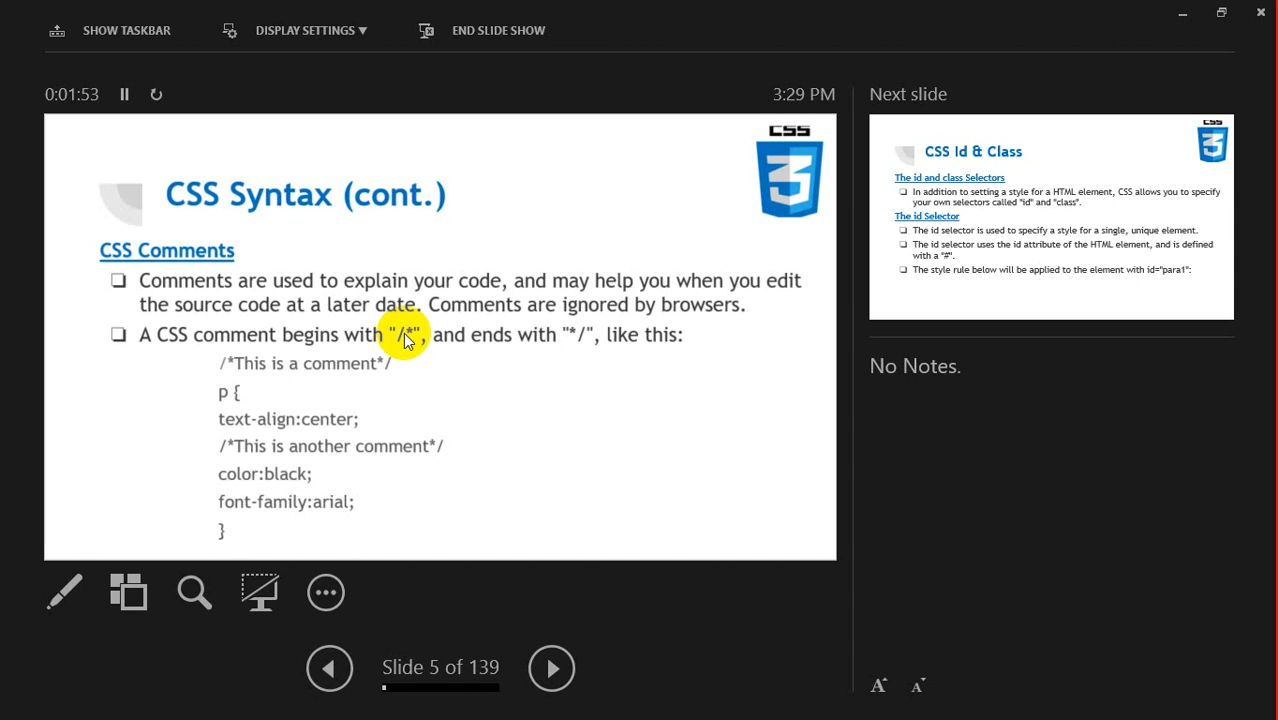 SHOW TASKBAR
DISPLAY SETTINGS ▼
END SLIDE SHOW
0:01:53
3:29 PM
CSS
3
CSS Syntax (cont.)
CSS Comments
❑ Comments are used to explain your code, and may help you when you edit
the source code at a later date. Comments are ignored by browsers.
❑ A CSS comment begins with "/*", and ends with "*/", like this:
/*This is a comment*/
p {
text-align:center;
/*This is another comment*/
color:black;
font-family:arial;
}
Slide 5 of 139
Next slide
CSS
3
CSS Id & Class
The id and class Selectors
❑ In addition to setting a style for a HTML element, CSS allows you to specify
your own selectors called "id" and "class".
The id Selector
❑ The id selector is used to specify a style for a single, unique element.
❑ The id selector uses the id attribute of the HTML element, and is defined
with a "#".
❑ The style rule below will be applied to the element with id="para1":
No Notes.
A A